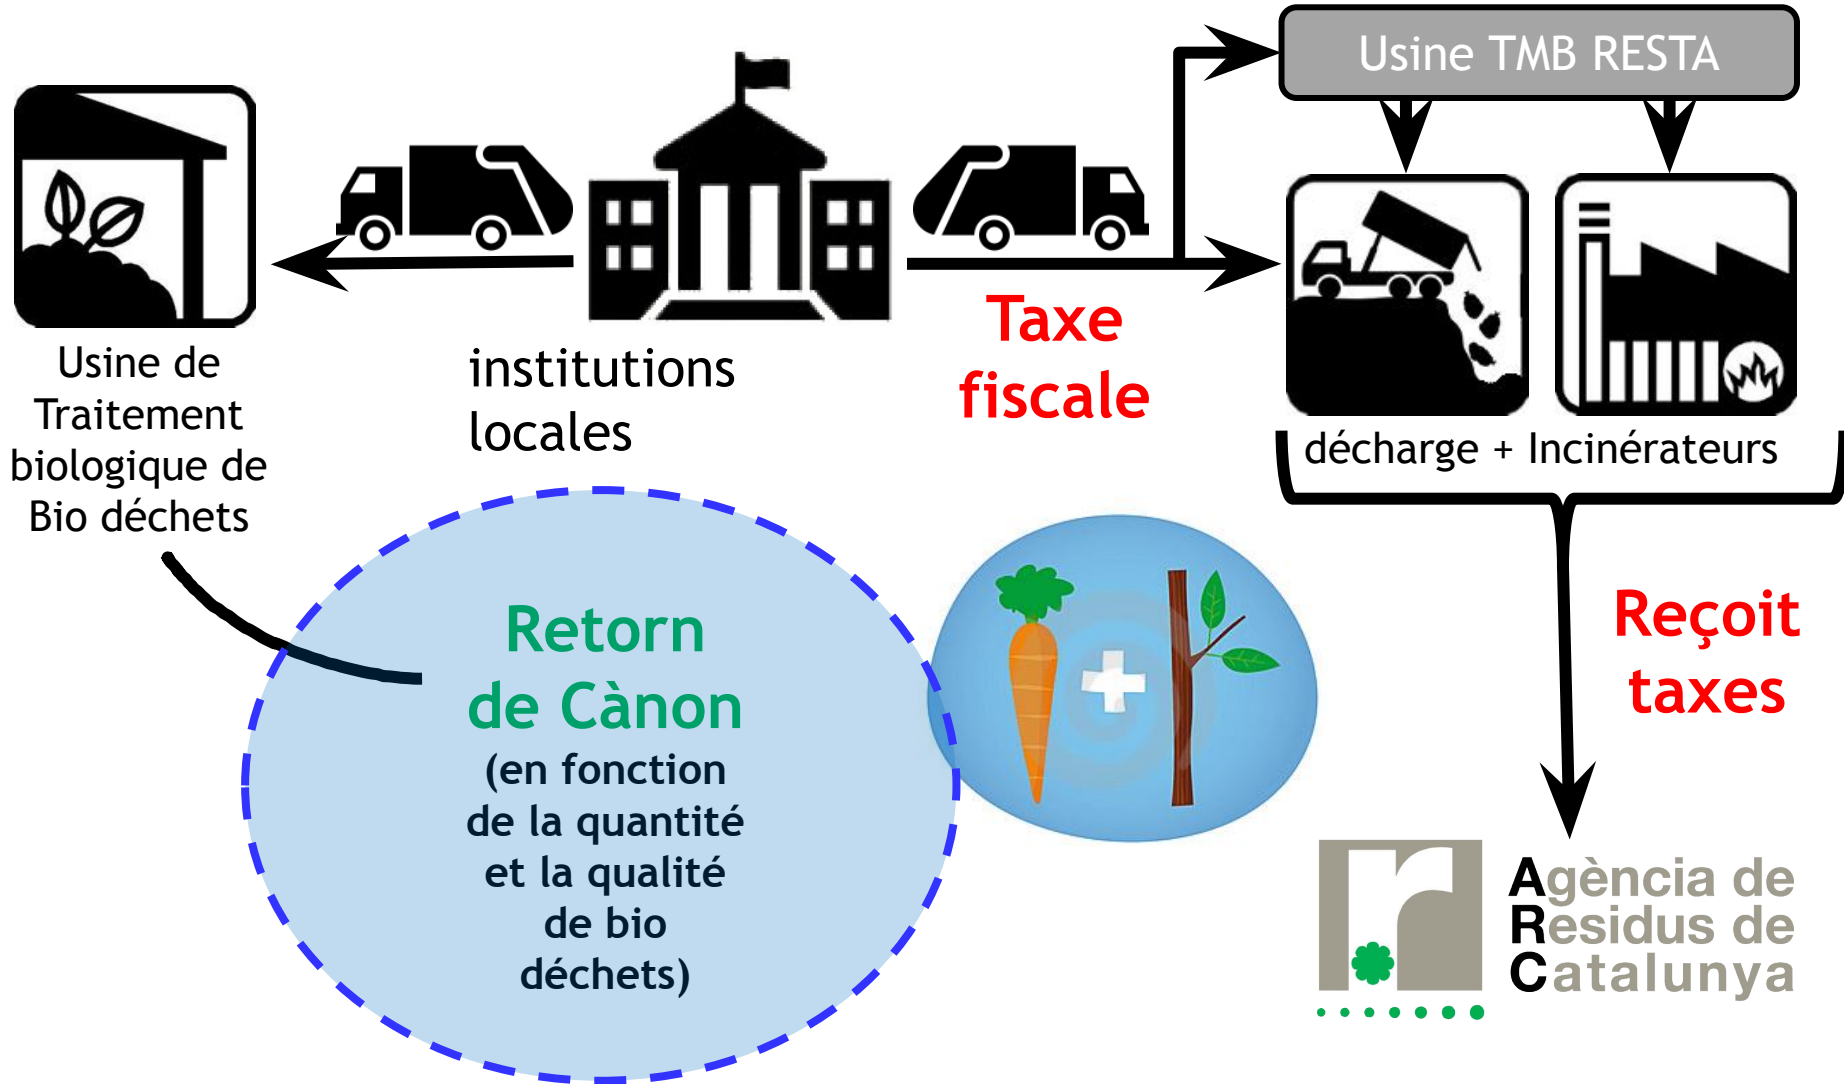 Usine TMB RESTA
Usine de
Traitement
biologique de
Bio déchets
institutions
locales
Taxe
fiscale
décharge + Incinérateurs
Retorn
de Cànon
(en fonction
de la quantité
et la qualité
de bio
déchets)
Reçoit
taxes
r
Agència de
Residus de
Catalunya